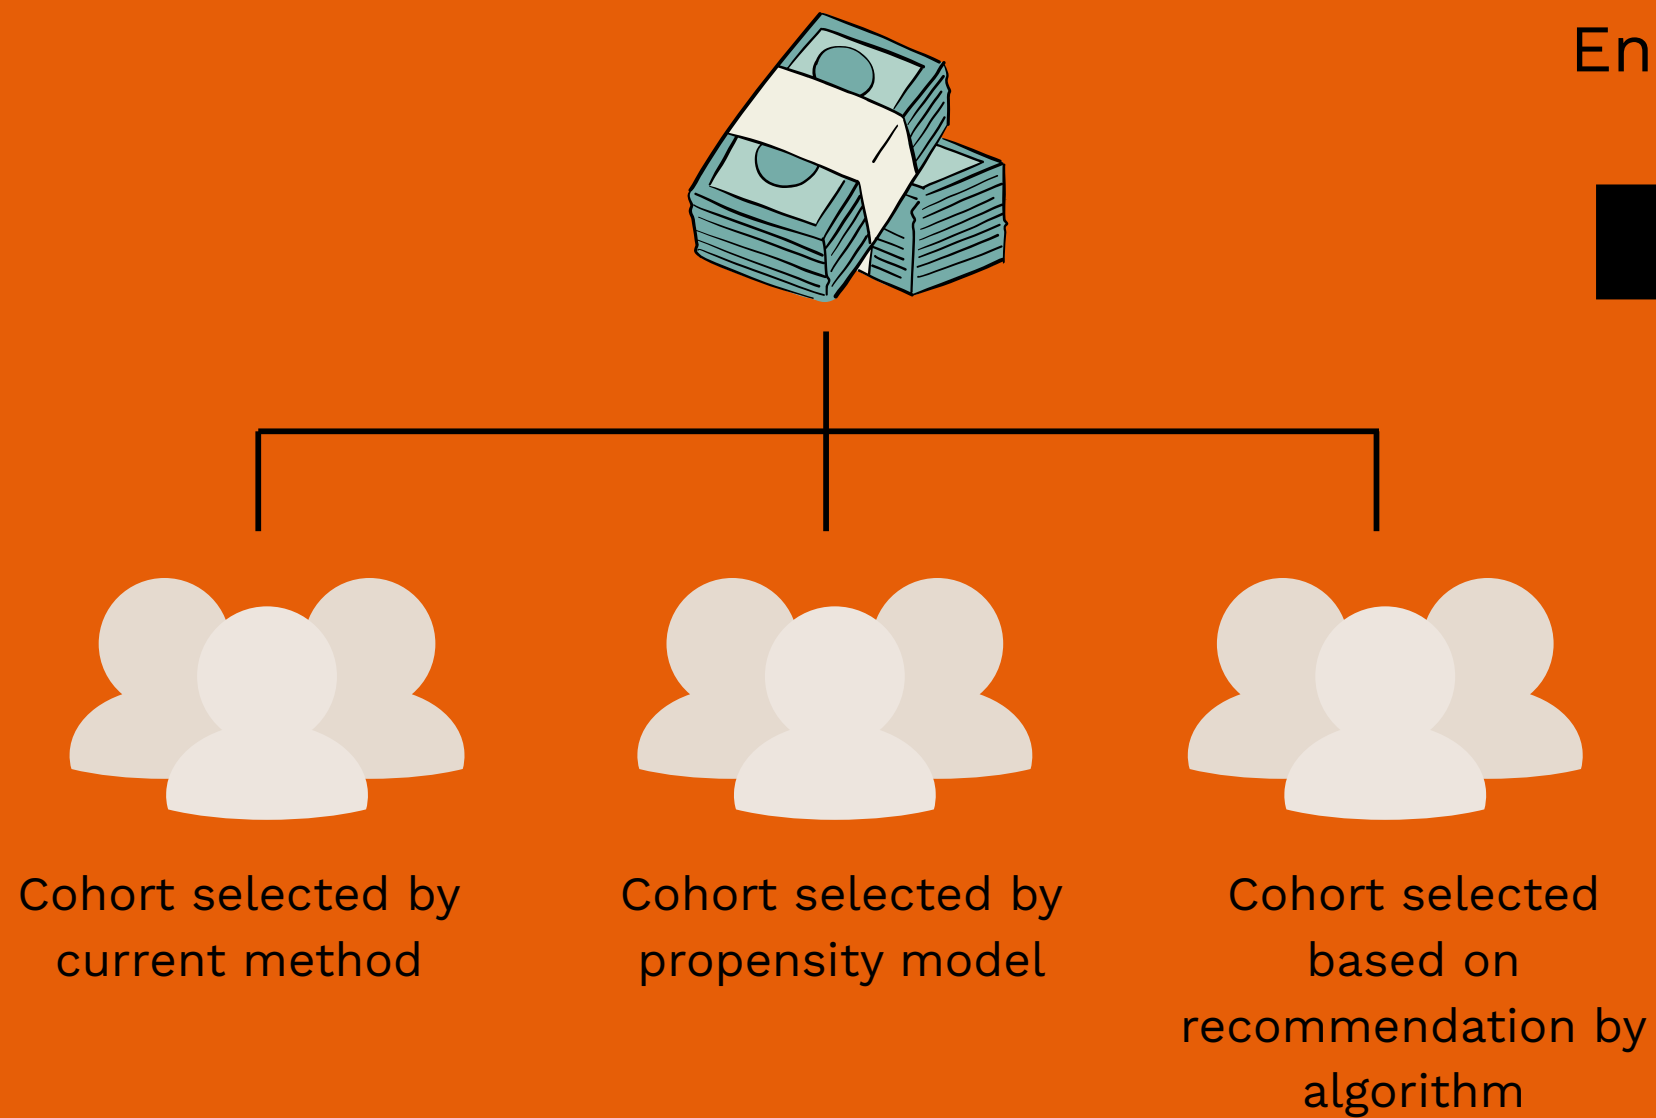 En
Cohort selected by
current method
Cohort selected by
propensity model
Cohort selected
based on
recommendation by
algorithm